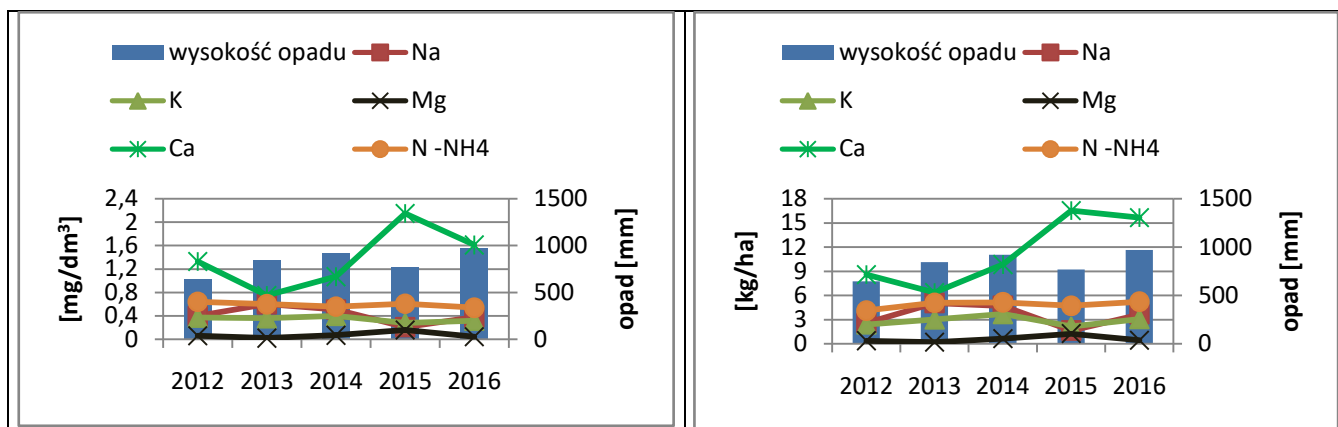 wysokość opadu Na
K Mg
Ca N -NH4
2,4
2
1,6
1,2
0,8
0,4
0
[mg/dm³]
1500
1000
500
0
opad [mm]
2012 2013 2014 2015 2016
wysokość opadu Na
K Mg
Ca N -NH4
18
15
12
9
6
3
0
[kg/ha]
1500
1000
500
0
opad [mm]
2012 2013 2014 2015 2016